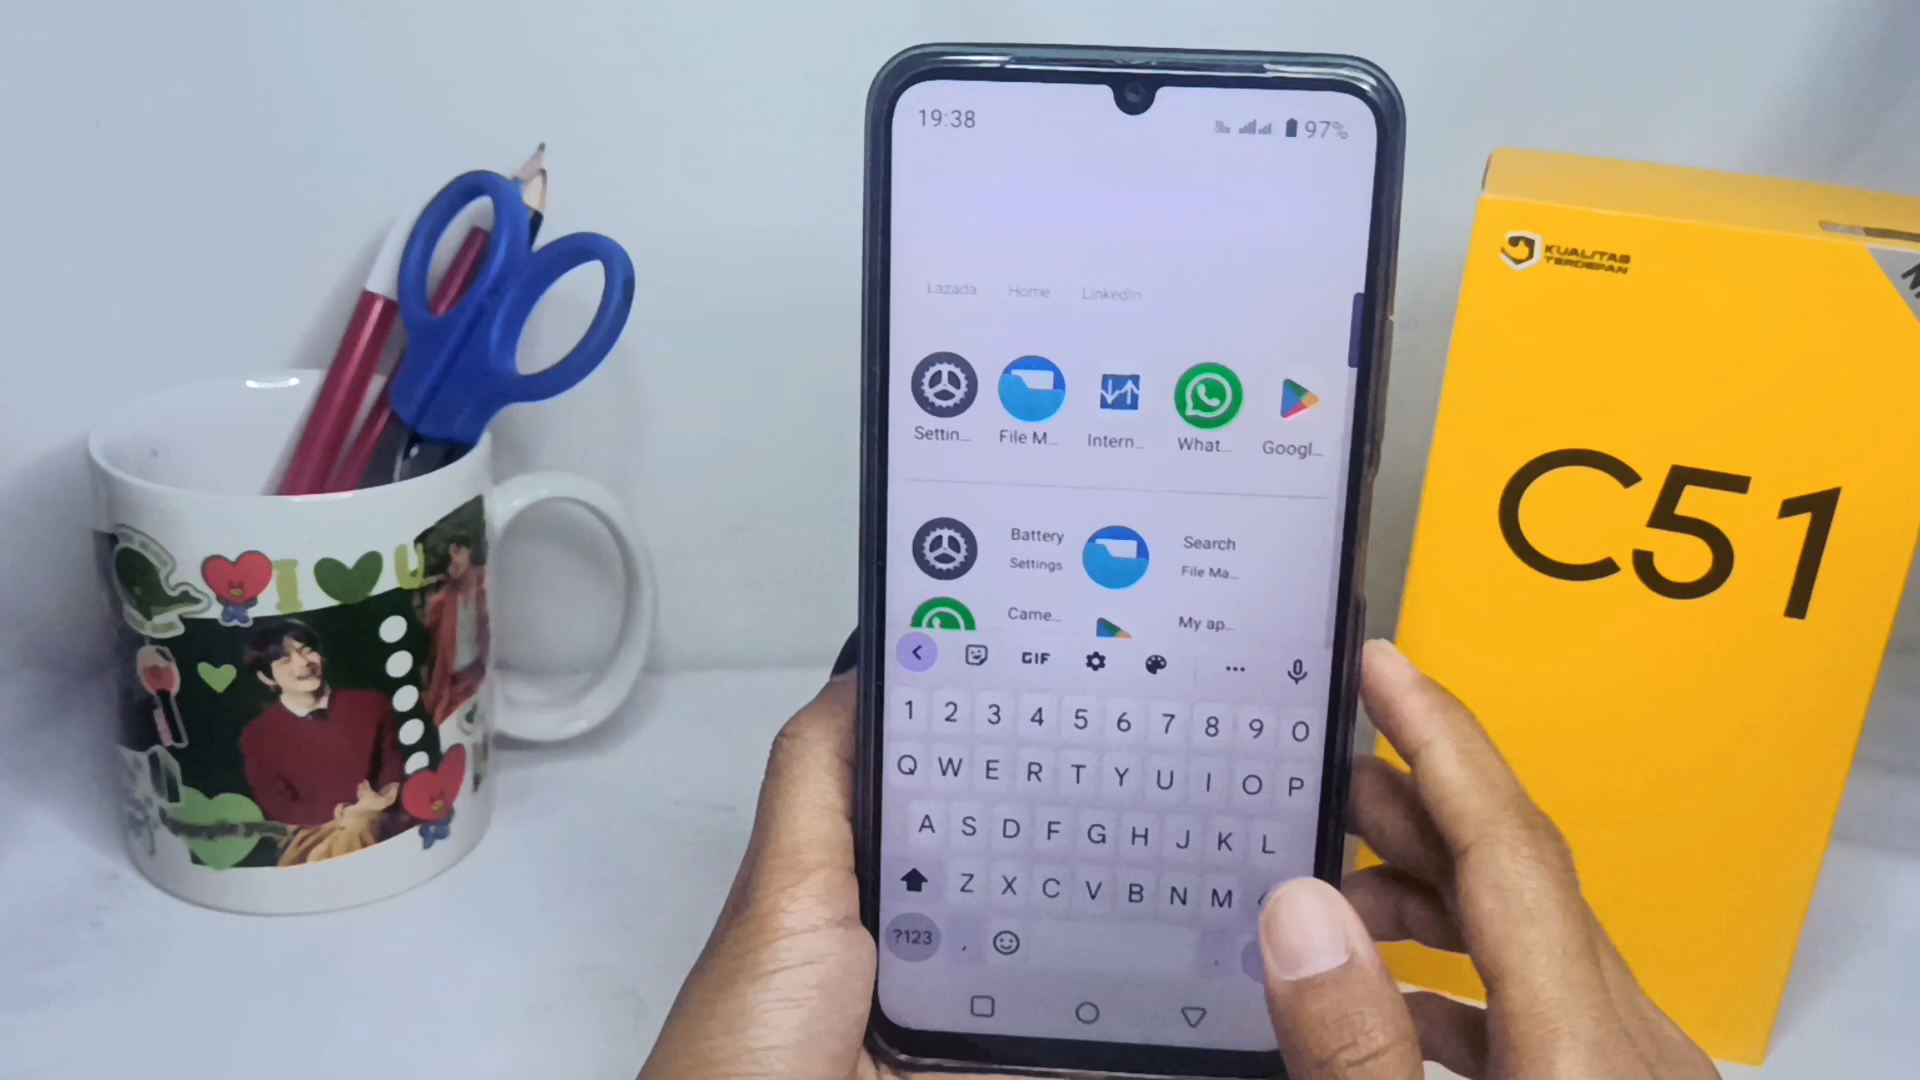 19:38
97%
Lazada Home LinkedIn
Settin... File M... Intern... What... Googl...
Battery
Settings
Search
File Ma...
Came...
My ap...
GIF
1 2 3 4 5 6 7 8 9 0
Q W E R T Y U I O P
A S D F G H J K L
Z X C V B N M
?123 , .
KUALITAS
TERDEPAN
C51
I U